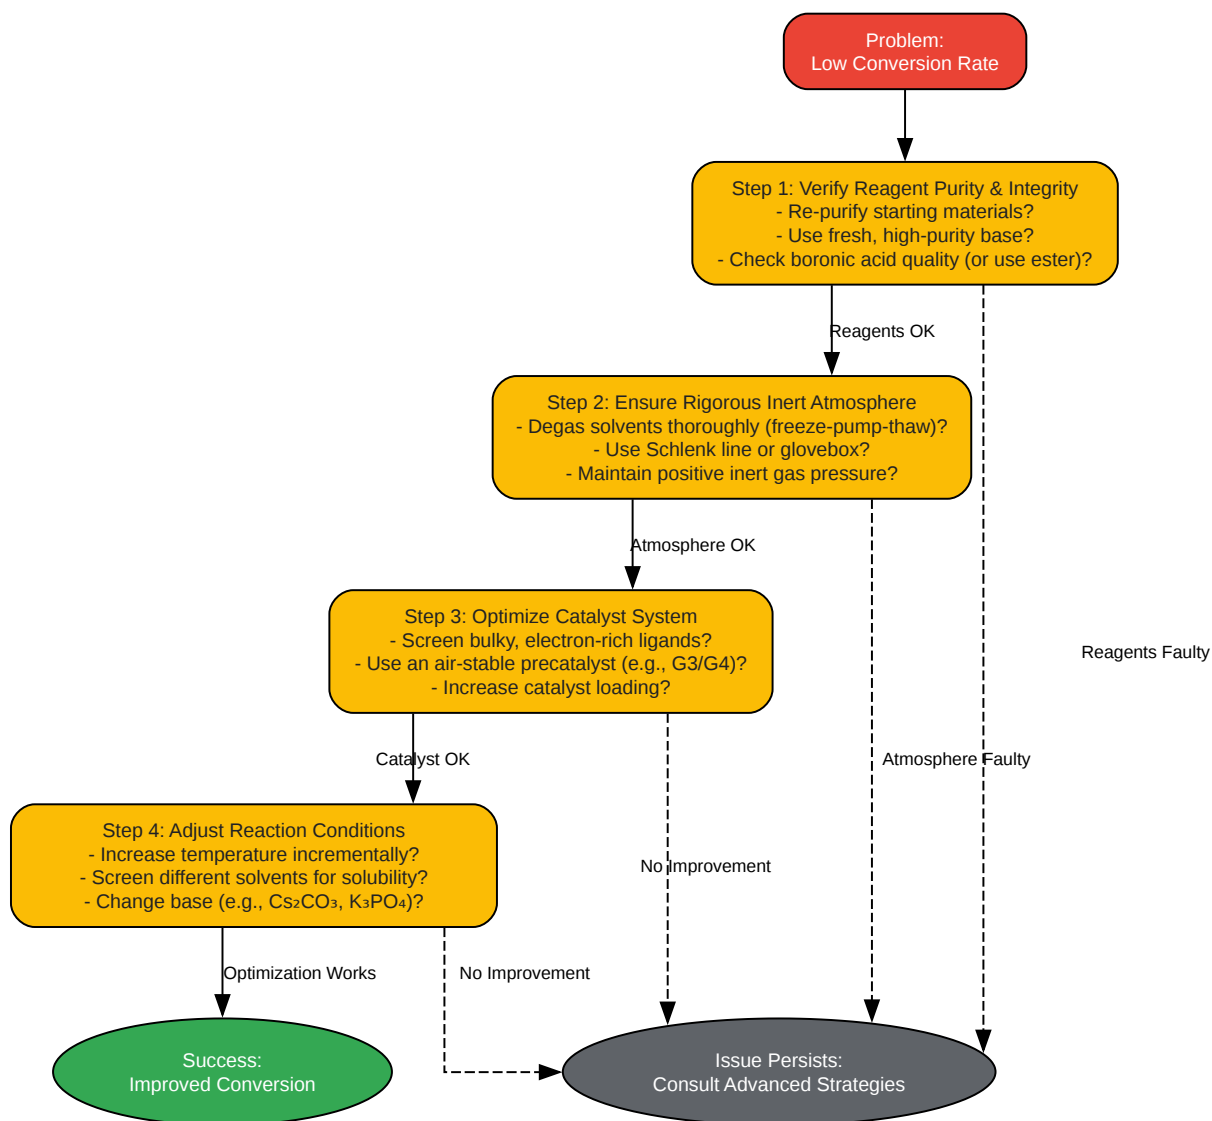 Problem:
Low Conversion Rate
Step 1: Verify Reagent Purity & Integrity
- Re-purify starting materials?
- Use fresh, high-purity base?
- Check boronic acid quality (or use ester)?
Reagents OK
Step 2: Ensure Rigorous Inert Atmosphere
- Degas solvents thoroughly (freeze-pump-thaw)?
- Use Schlenk line or glovebox?
- Maintain positive inert gas pressure?
Atmosphere OK
Step 3: Optimize Catalyst System
- Screen bulky, electron-rich ligands?
- Use an air-stable precatalyst (e.g., G3/G4)?
- Increase catalyst loading?
Reagents Faulty
Catalyst OK
Atmosphere Faulty
Step 4: Adjust Reaction Conditions
- Increase temperature incrementally?
- Screen different solvents for solubility?
- Change base (e.g., Cs₂CO₃, K₃PO₄)?
No Improvement
Optimization Works
No Improvement
Success:
Improved Conversion
Issue Persists:
Consult Advanced Strategies